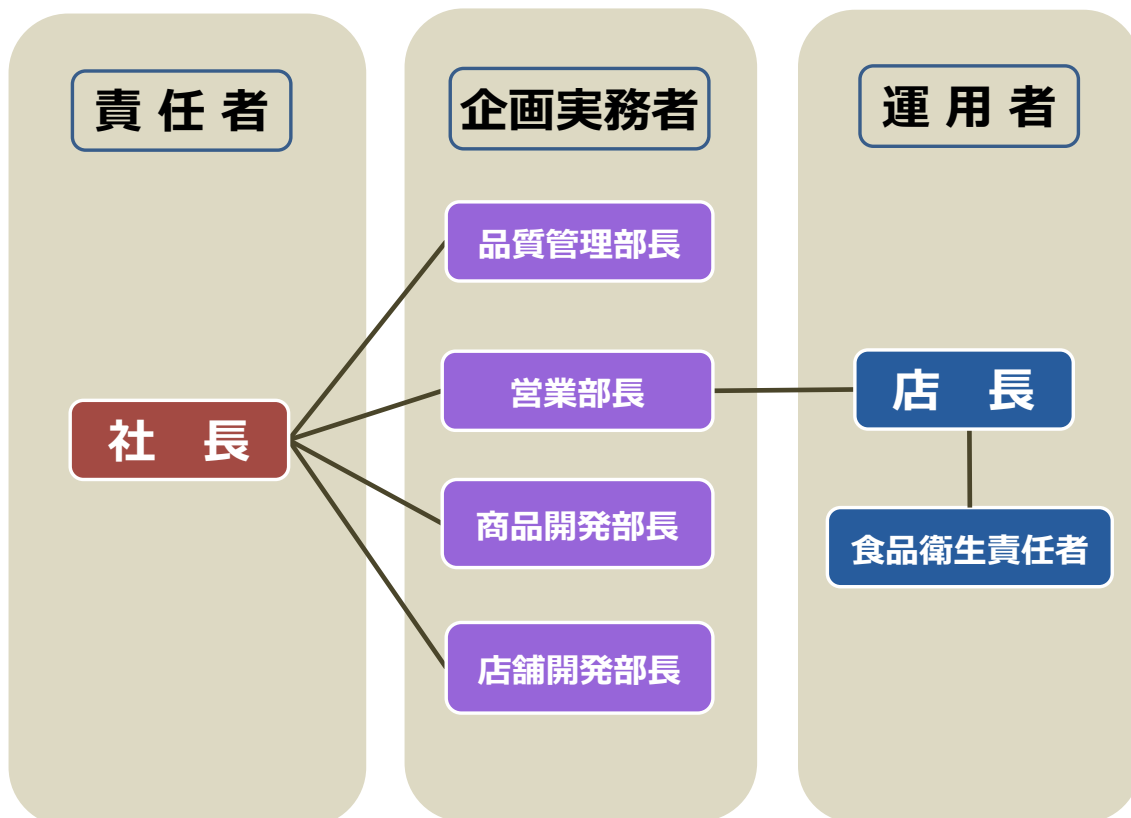 責任者
企画実務者
運用者
品質管理部長
営業部長
店 長
社 長
商品開発部長
食品衛生責任者
店舗開発部長